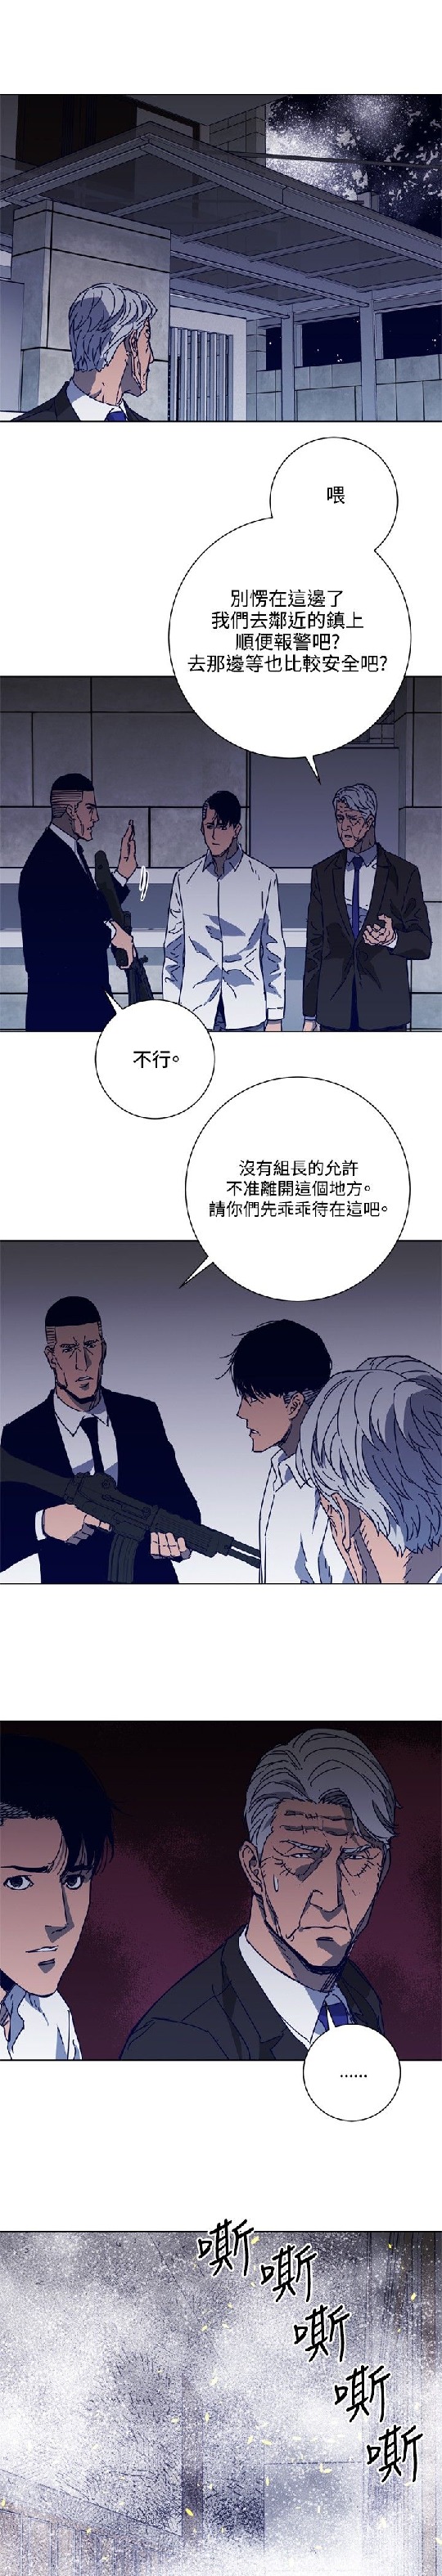 喂
別愣在這邊了
我們去鄰近的鎮上
順便報警吧?
去那邊等也比較安全吧?
不行。
沒有組長的允許
不准離開這個地方。
請你們先乖乖待在這吧。
......
嘶
嘶
嘶
嘶
嘶